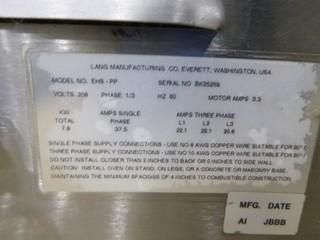 LANG MANUFACTURING CO. EVERETT, WASHINGTON, USA
MODEL NO. EHS - PP SERIAL NO BK35269
VOLTS 208 PHASE 1/3 HZ 60 MOTOR AMPS 3.3
KW AMPS SINGLE AMPS THREE PHASE
TOTAL PHASE L1 L2 L3
7.8 37.5 22.1 22.1 20.8
SINGLE PHASE SUPPLY CONNECTIONS - USE NO 8 AWG COPPER WIRE SUITABLE FOR 90°
THREE PHASE SUPPLY CONNECTIONS - USE NO 10 AWG COPPER WIRE SUITABLE FOR 90°
DO NOT INSTALL CLOSER THAN 3 INCHES TO BACK OR 0 INCHES TO SIDE WALL.
CAUTION: INSTALL OVEN ON STAND, ON LEGS, OR A CONCRETE OR MASONRY BASE
MAINTAINING THE MINIMUM SPACINGS OF 4 INCHES TO COMBUSTIBLE CONSTRUCTION.
MFG. DATE
AI JBBB